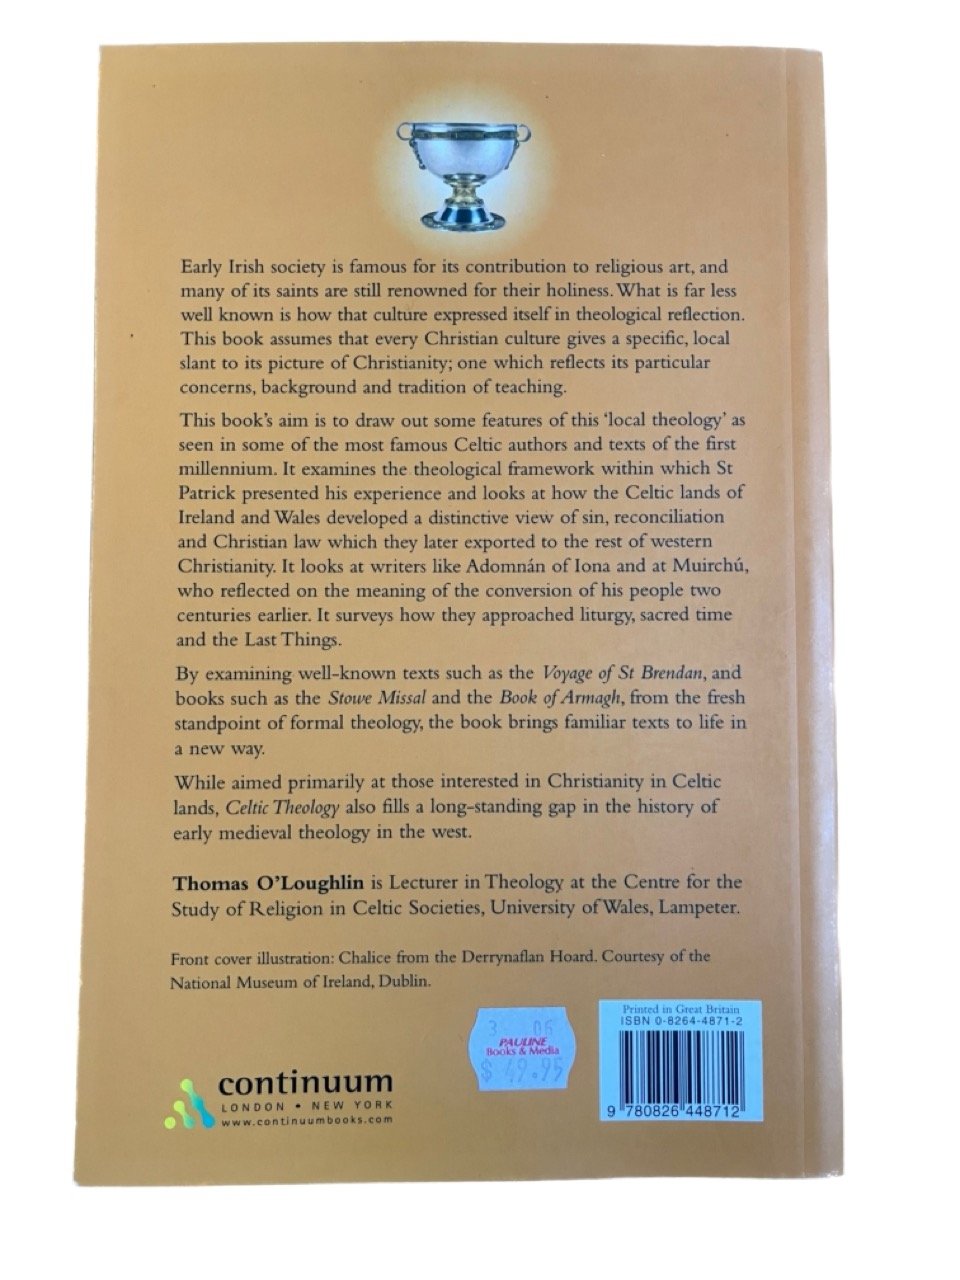 Early Irish society is famous for its contribution to religious art, and
many of its saints are still renowned for their holiness. What is far less
well known is how that culture expressed itself in theological reflection.
This book assumes that every Christian culture gives a specific, local
slant to its picture of Christianity; one which reflects its particular
concerns, background and tradition of teaching.
This book's aim is to draw out some features of this 'local theology' as
seen in some of the most famous Celtic authors and texts of the first
millennium. It examines the theological framework within which St
Patrick presented his experience and looks at how the Celtic lands of
Ireland and Wales developed a distinctive view of sin, reconciliation
and Christian law which they later exported to the rest of western
Christianity. It looks at writers like Adomnán of Iona and at Muirchú,
who reflected on the meaning of the conversion of his people two
centuries earlier. It surveys how they approached liturgy, sacred time
and the Last Things.
By examining well-known texts such as the Voyage of St Brendan, and
books such as the Stowe Missal and the Book of Armagh, from the fresh
standpoint of formal theology, the book brings familiar texts to life in
a new way.
While aimed primarily at those interested in Christianity in Celtic
lands, Celtic Theology also fills a long-standing gap in the history of
early medieval theology in the west.
Thomas O'Loughlin is Lecturer in Theology at the Centre for the
Study of Religion in Celtic Societies, University of Wales, Lampeter.
Front cover illustration: Chalice from the Derrynaflan Hoard. Courtesy of the
National Museum of Ireland, Dublin.
3 06
PAULINE
Books & Media
$ 49.95
Printed in Great Britain
ISBN 0-8264-4871-2
9 780826 448712
continuum
LONDON • NEW YORK
www.continuumbooks.com